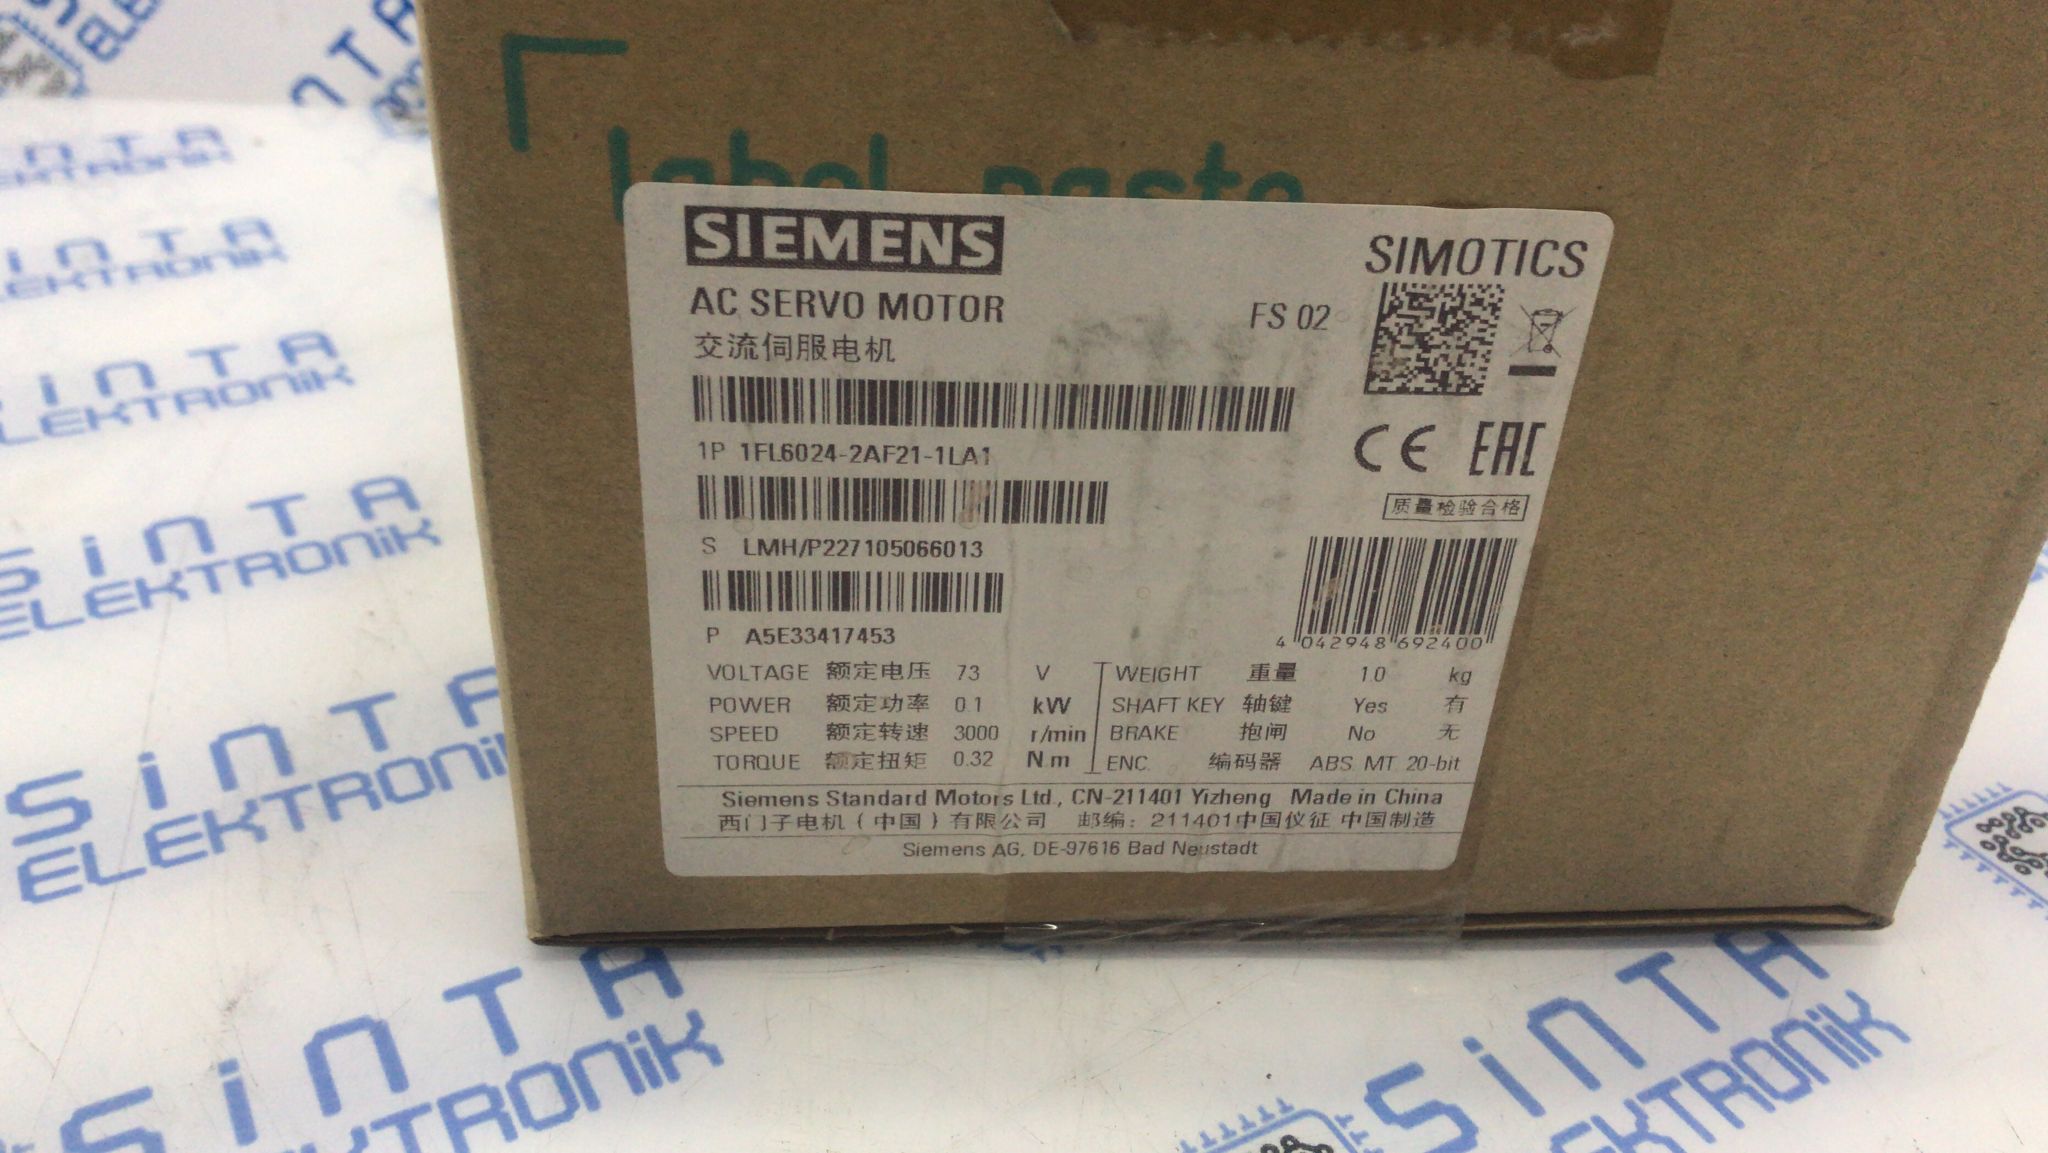 label paste
SIEMENS
SIMOTICS
AC SERVO MOTOR
FS 02
交流伺服电机
1P 1FL6024-2AF21-1LA1
CE EAC
质量检验合格
S LMH/P227105066013
P A5E33417453
4 042948 692400
VOLTAGE 额定电压 73 V WEIGHT 重量 1.0 kg
POWER 额定功率 0.1 kW SHAFT KEY 轴键 Yes 有
SPEED 额定转速 3000 r/min BRAKE 抱闸 No 无
TORQUE 额定扭矩 0.32 N.m ENC. 编码器 ABS. MT. 20-bit
Siemens Standard Motors Ltd., CN-211401 Yizheng Made in China
西门子电机（中国）有限公司 邮编：211401中国仪征 中国制造
Siemens AG, DE-97616 Bad Neustadt
SiNTA
ELEKTRONiK
SiNTA
ELEKTRONiK
SiNTA
ELEKTRONiK
SiNTA
ELEKTRONiK
SiNTA
ELEKTRONiK
SiNTA
ELEKTRONiK